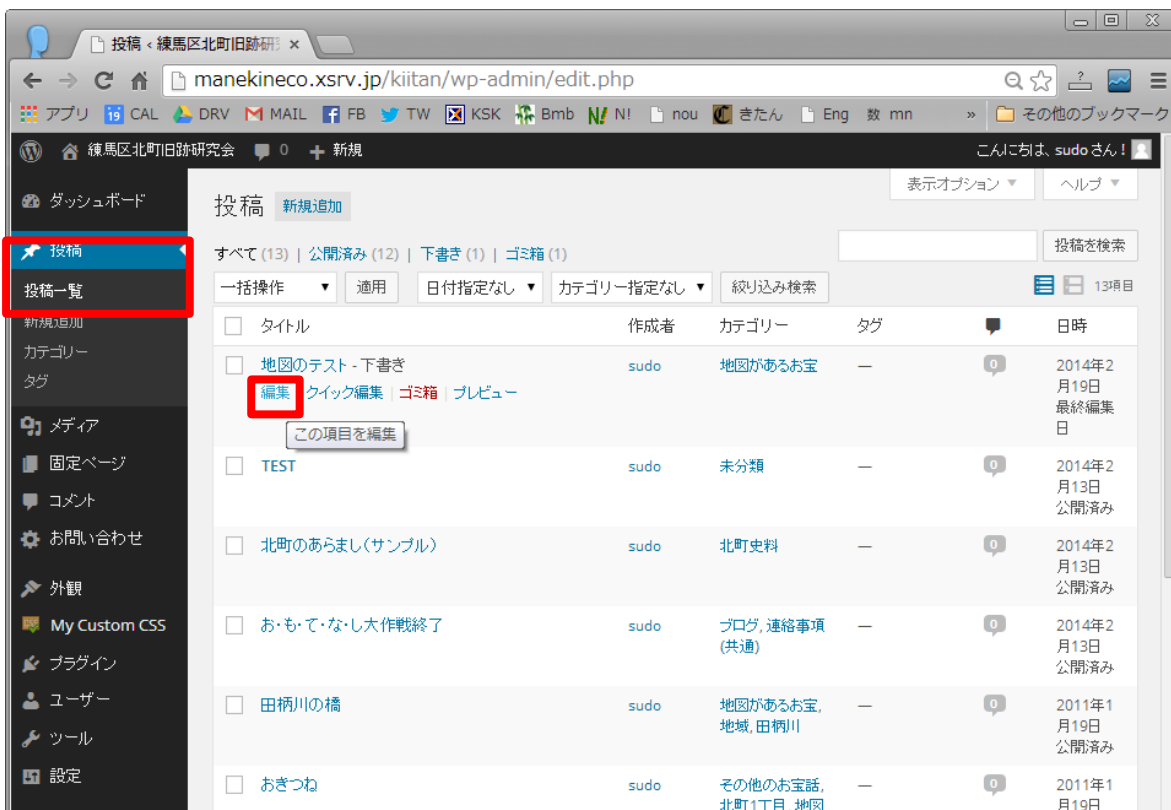 投稿 ‹ 練馬区北町旧跡研究 ×
manekineco.xsrv.jp/kiitan/wp-admin/edit.php
アプリ 19 CAL DRV MAIL FB TW KSK Bmb N! nou きたん Eng 数 mn » その他のブックマーク
練馬区北町旧跡研究会 0 + 新規 こんにちは、sudo さん！
表示オプション ▼ ヘルプ ▼
ダッシュボード
投稿 新規追加
投稿
すべて (13) | 公開済み (12) | 下書き (1) | ゴミ箱 (1) 投稿を検索
投稿一覧
一括操作 ▼ 適用 日付指定なし ▼ カテゴリー指定なし ▼ 絞り込み検索 13項目
新規追加
カテゴリー
タグ
タイトル 作成者 カテゴリー タグ 日時
地図のテスト - 下書き sudo 地図があるお宝 — 0 2014年2
月19日
最終編集
日
編集 | クイック編集 | ゴミ箱 | プレビュー
この項目を編集
メディア
固定ページ
コメント
お問い合わせ
外観
My Custom CSS
プラグイン
ユーザー
ツール
設定
TEST sudo 未分類 — 0 2014年2
月13日
公開済み
北町のあらまし（サンプル） sudo 北町史料 — 0 2014年2
月13日
公開済み
お・も・て・な・し大作戦終了 sudo ブログ, 連絡事項 — 0 2014年2
(共通) 月13日
公開済み
田柄川の橋 sudo 地図があるお宝, — 0 2011年1
地域, 田柄川 月19日
公開済み
おきつね sudo その他のお宝話, — 0 2011年1
北町1丁目, 地図 月19日